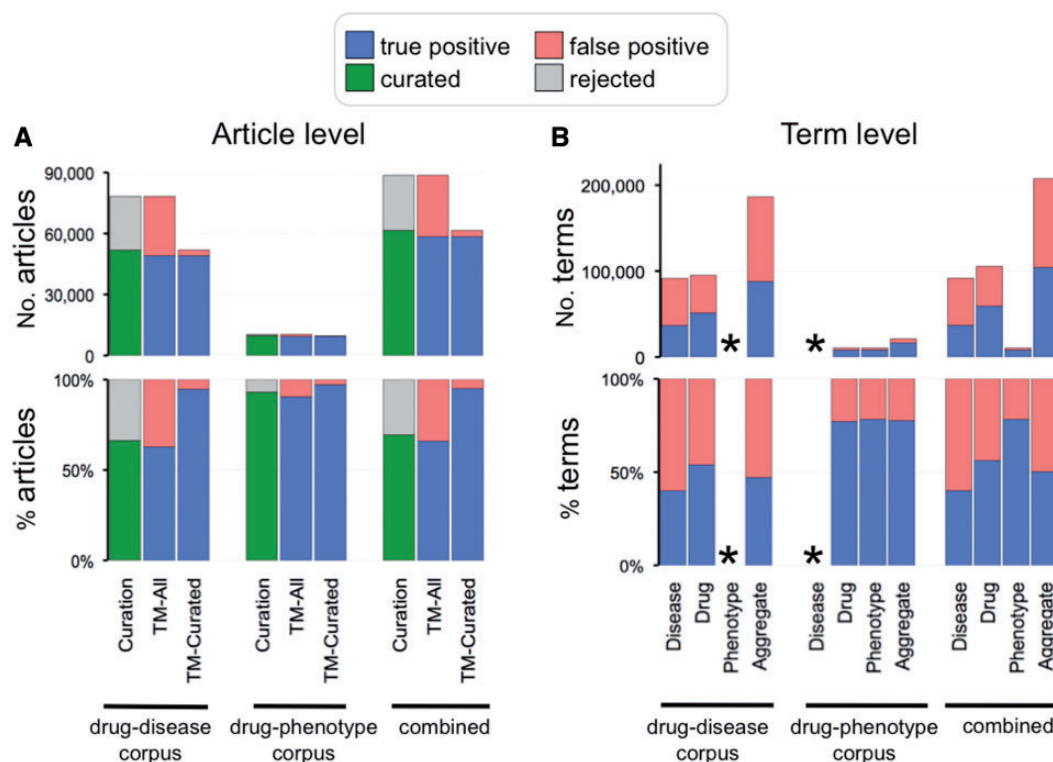 true positive false positive
curated rejected
A Article level
No. articles
90,000
60,000
30,000
0
% articles
100%
50%
0%
Curation
TM-All
TM-Curated
Curation
TM-All
TM-Curated
Curation
TM-All
TM-Curated
drug-disease
corpus
drug-phenotype
corpus
combined
B Term level
No. terms
200,000
100,000
0
*
*
% terms
100%
50%
0%
*
*
Disease
Drug
Phenotype
Aggregate
Disease
Drug
Phenotype
Aggregate
Disease
Drug
Phenotype
Aggregate
drug-disease
corpus
drug-phenotype
corpus
combined